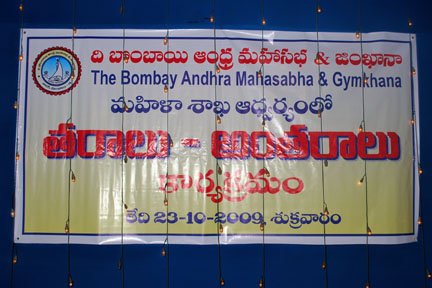 ది బొంబాయి ఆంధ్ర మహాసభ & జింఖానా
The Bombay Andhra Mahasabha & Gymkhana
మహిళా శాఖ ఆధ్వర్యంలో
తరాలు - అంతరాలు
కార్యక్రమం
తేది 23-10-2009 శుక్రవారం